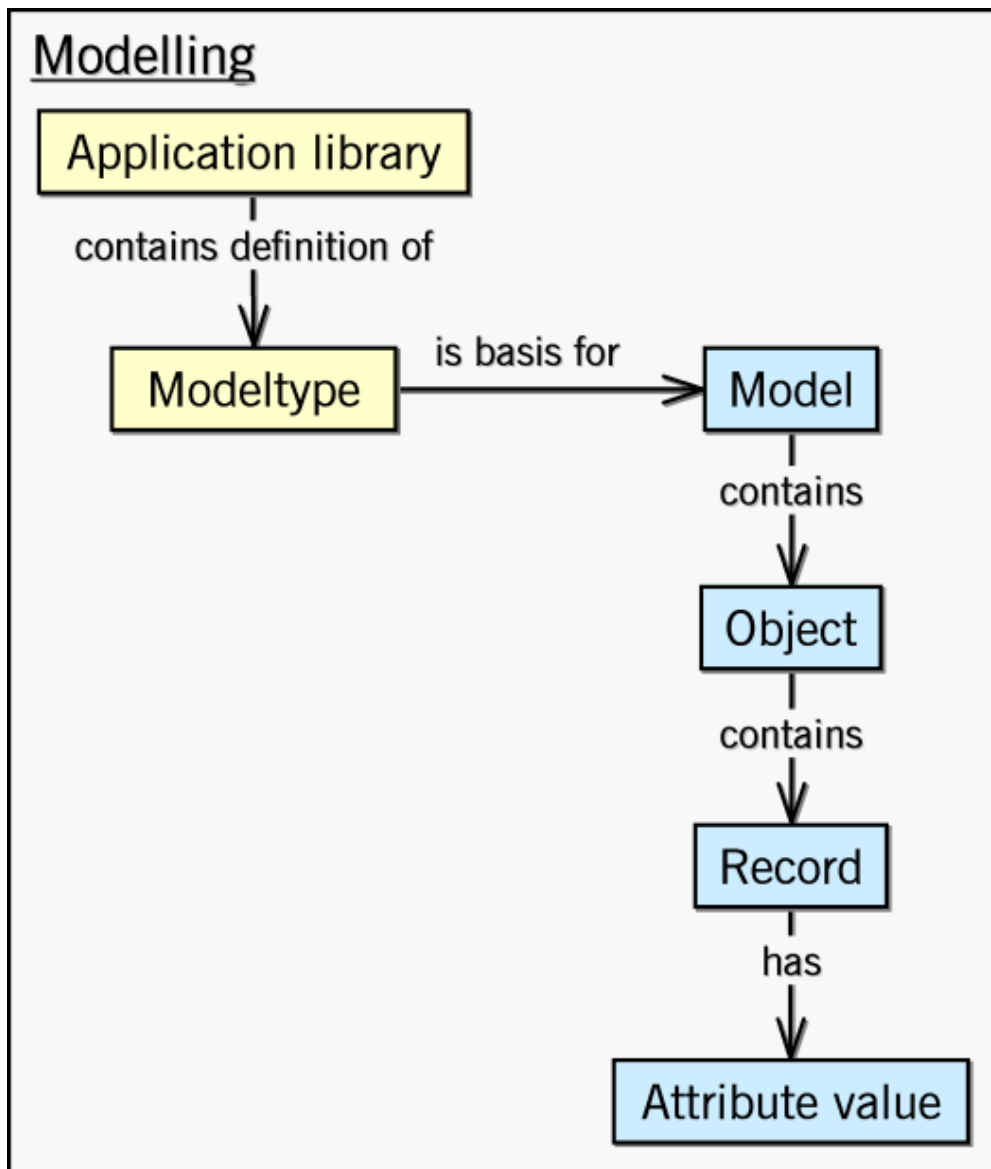 Modelling
Application library
contains definition of
Modeltype
is basis for
Model
contains
Object
contains
Record
has
Attribute value